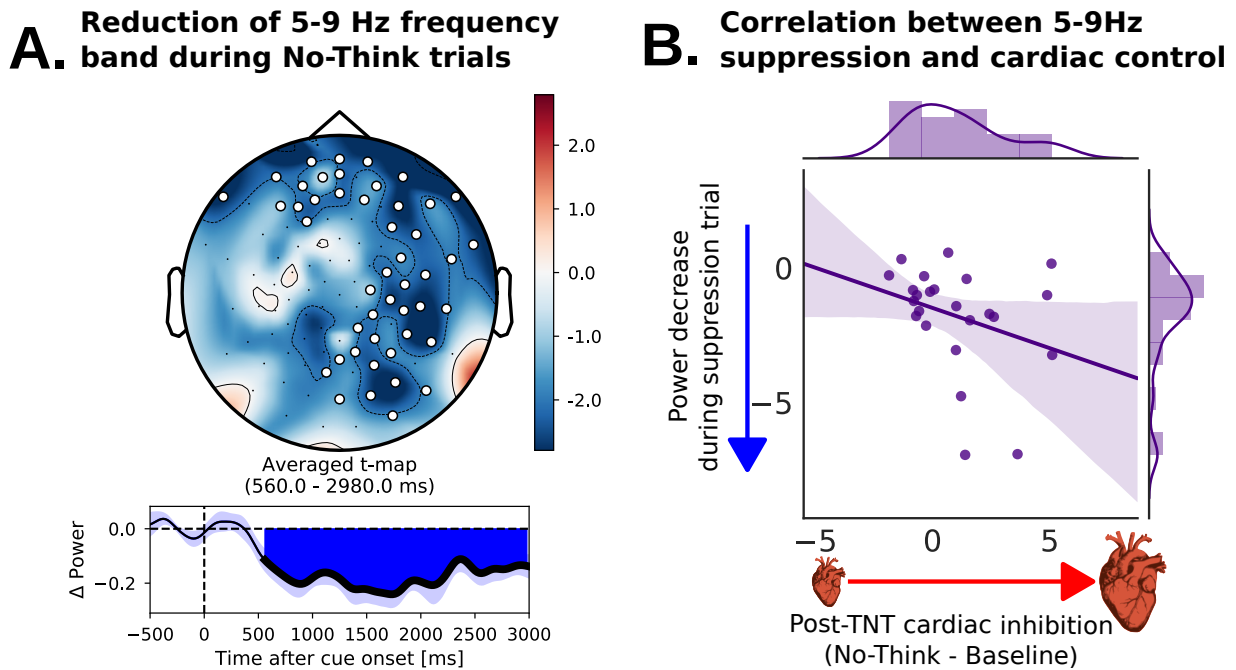 A. Reduction of 5-9 Hz frequency
band during No-Think trials
2.0
1.0
0.0
-1.0
-2.0
Averaged t-map
(560.0 - 2980.0 ms)
Δ Power
0.0
−0.2
−500
0
500
1000
1500
2000
2500
3000
Time after cue onset [ms]
B. Correlation between 5-9Hz
suppression and cardiac control
Power decrease
during suppression trial
0
−5
−5
0
5
Post-TNT cardiac inhibition
(No-Think - Baseline)